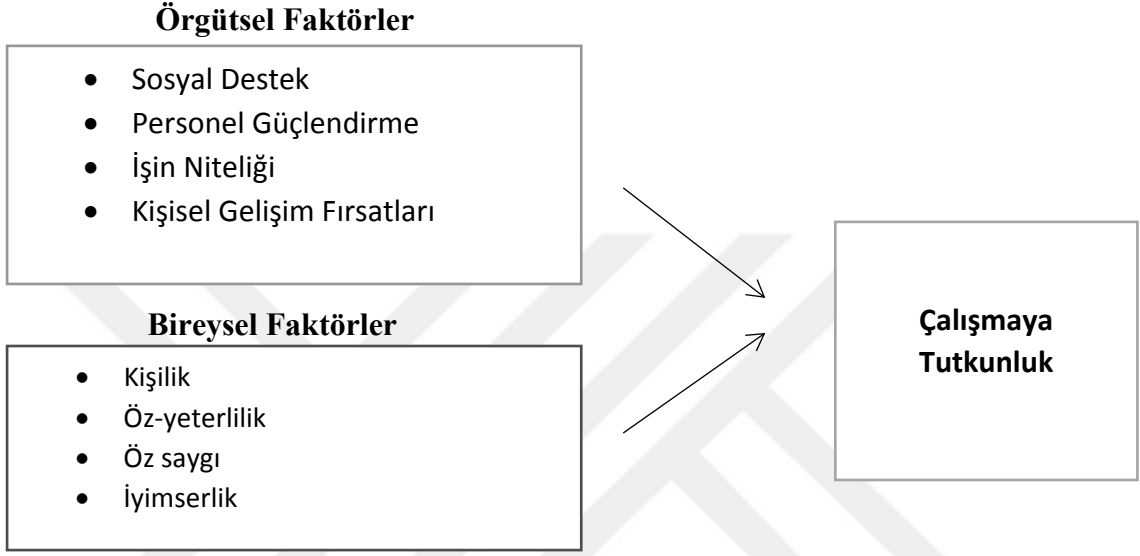 Örgütsel Faktörler
• Sosyal Destek
• Personel Güçlendirme
• İşin Niteliği
• Kişisel Gelişim Fırsatları
Bireysel Faktörler
• Kişilik
• Öz-yeterlilik
• Öz saygı
• İyimserlik
Çalışmaya
Tutkunluk